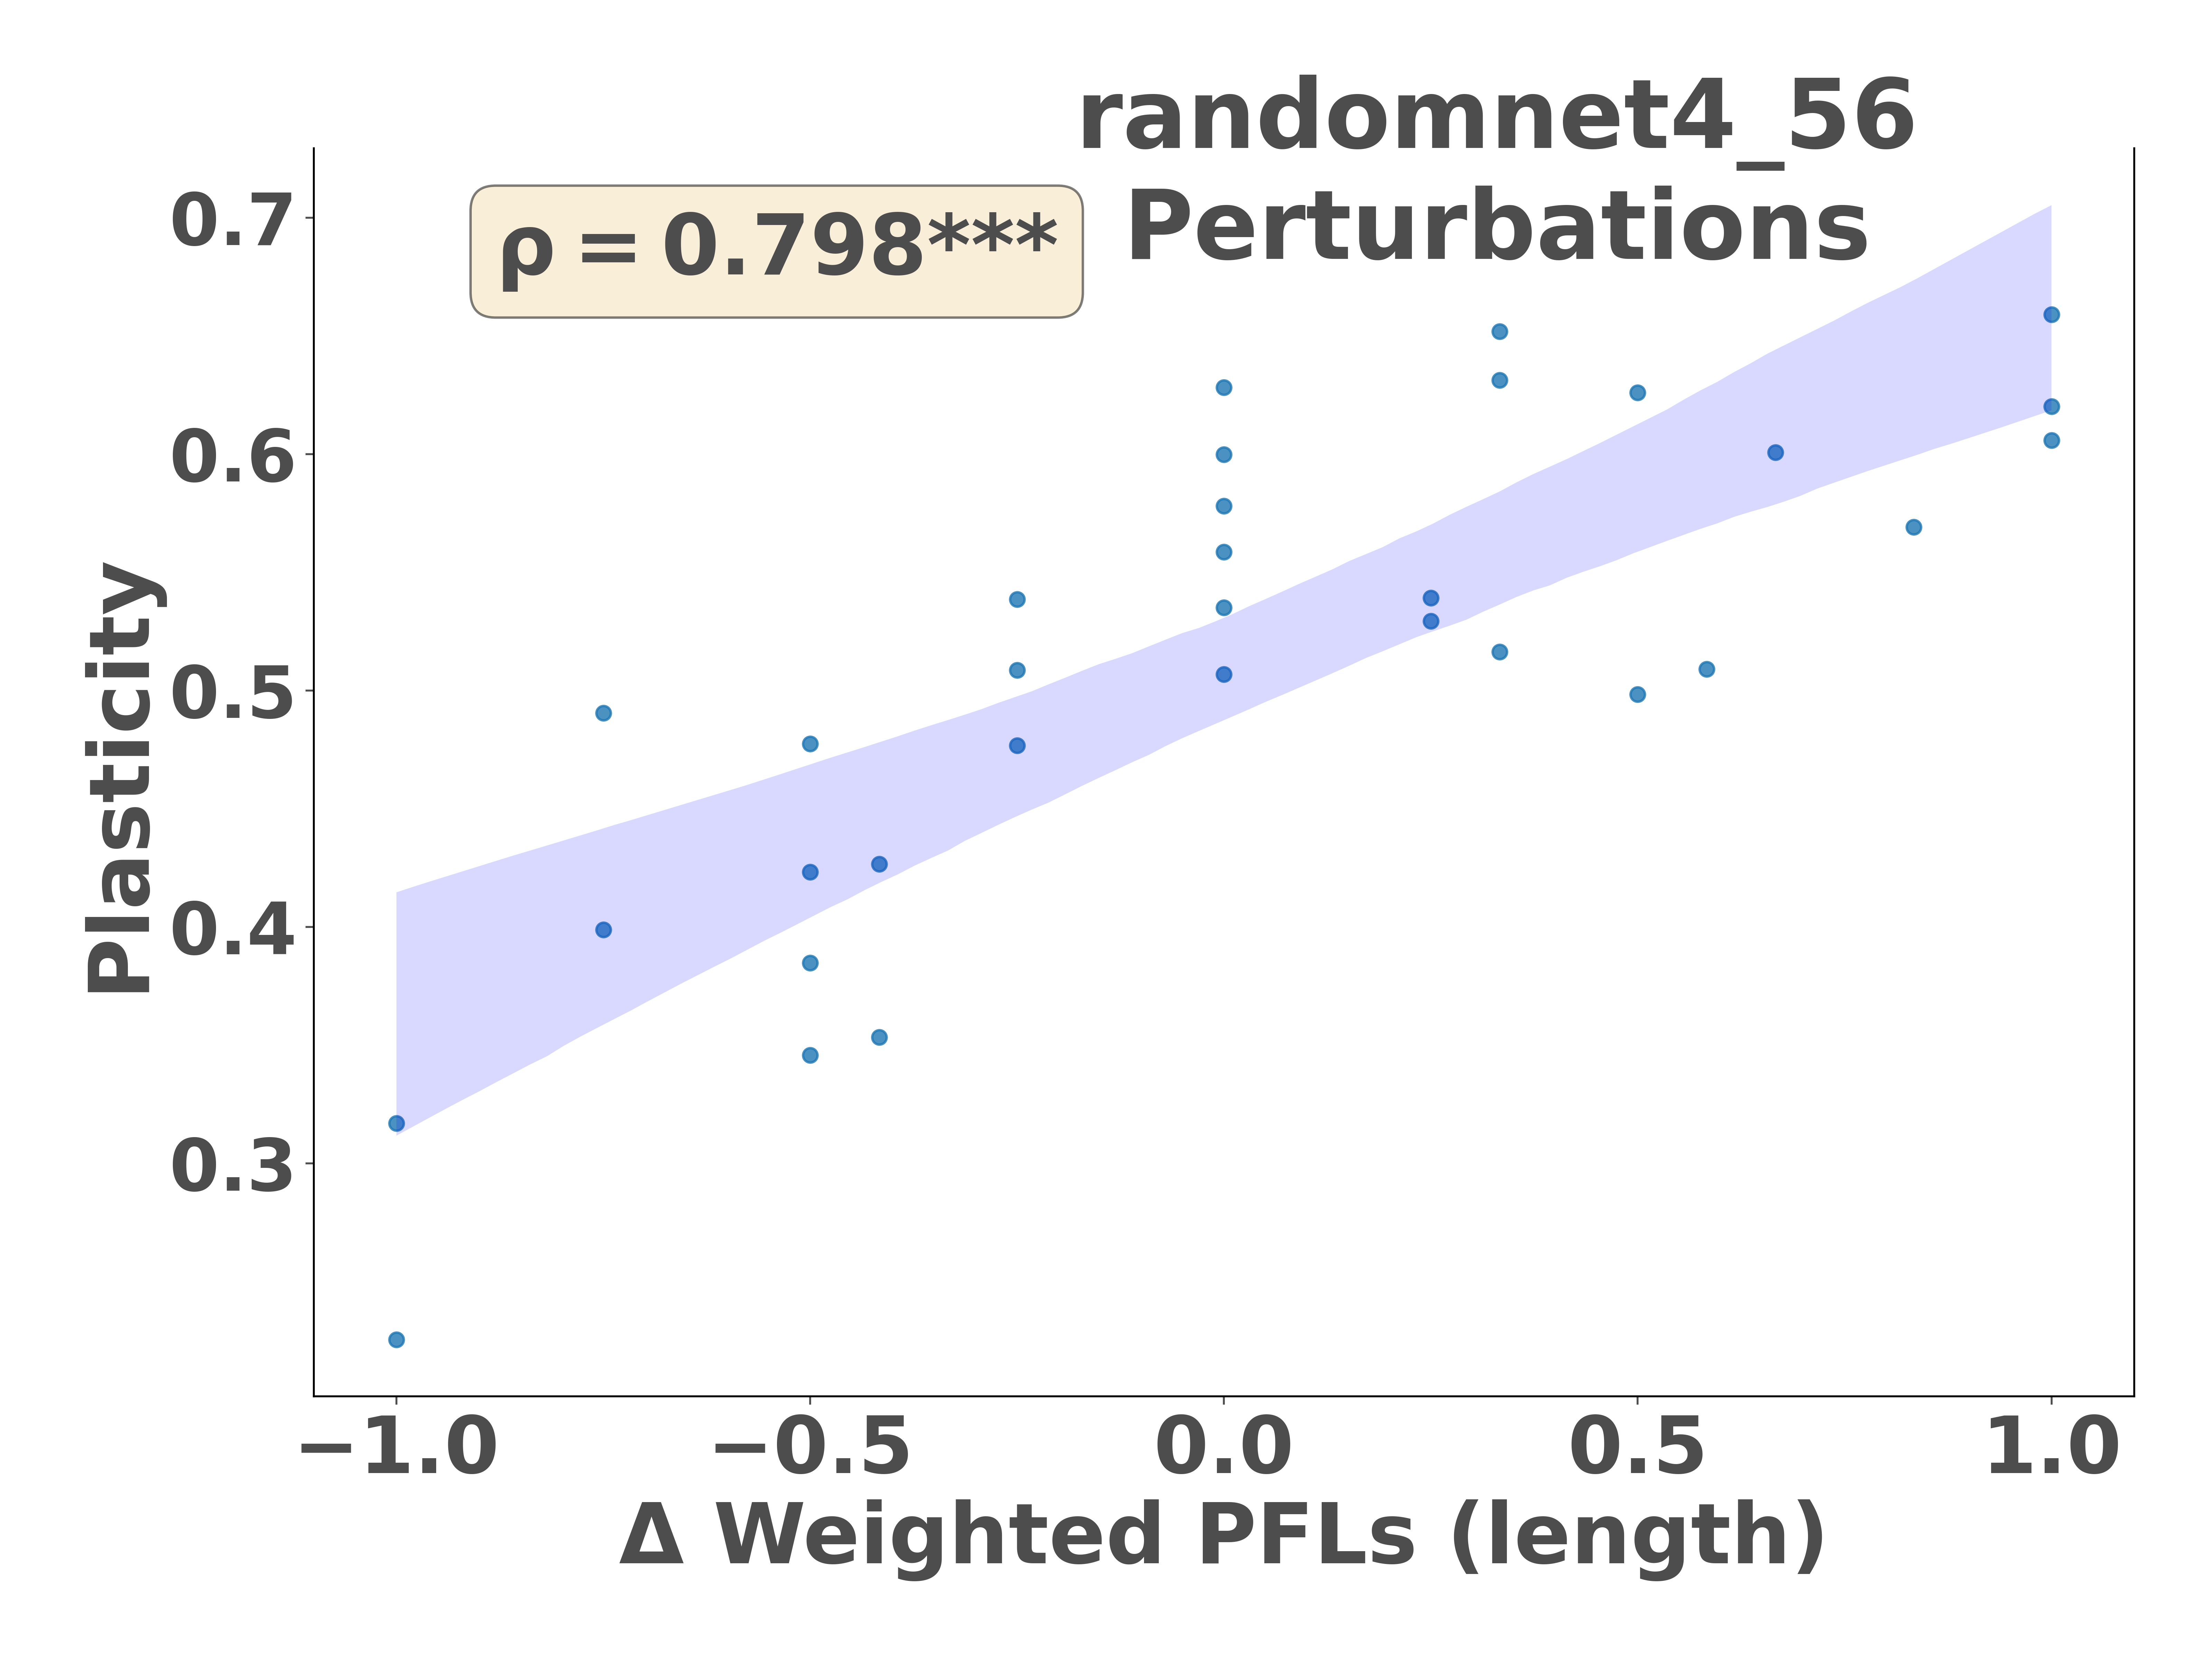 randomnet4_56
Perturbations
ρ = 0.798***
Plasticity
0.7
0.6
0.5
0.4
0.3
−1.0
−0.5
0.0
0.5
1.0
Δ Weighted PFLs (length)